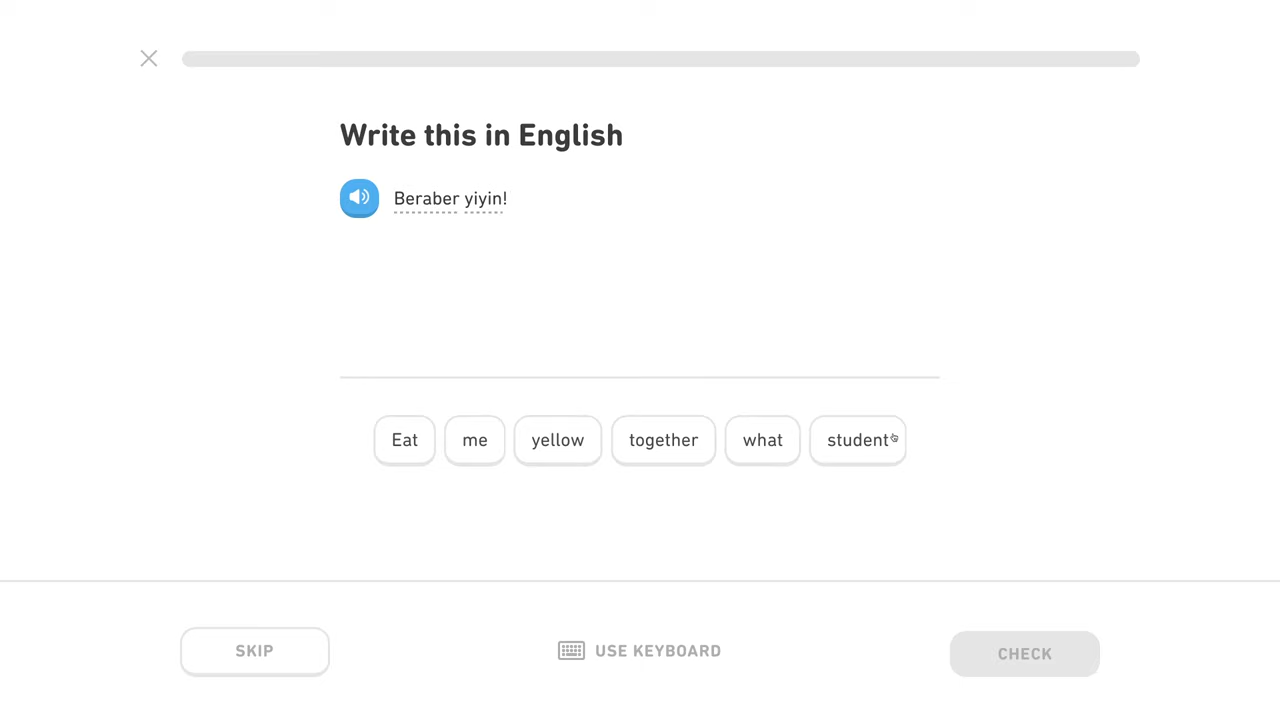 Write this in English
Beraber yiyin!
Eat me yellow together what student
SKIP USE KEYBOARD CHECK